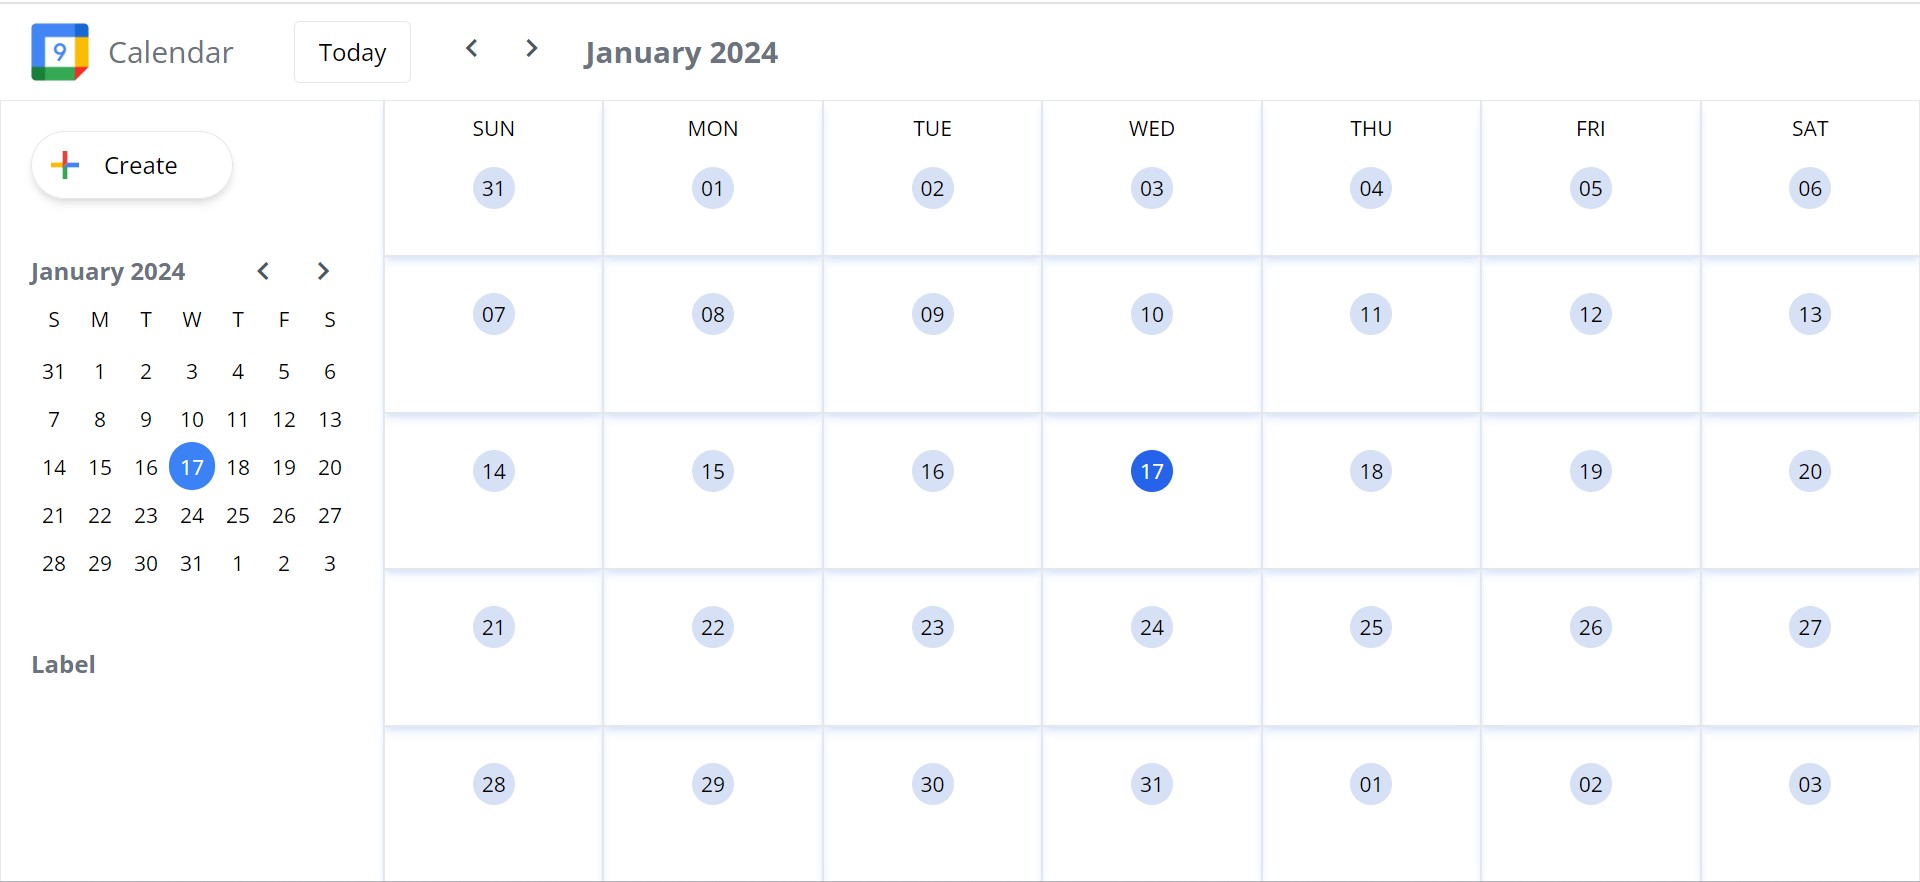 9 Calendar Today January 2024
Create
January 2024
S M T W T F S
31 1 2 3 4 5 6
7 8 9 10 11 12 13
14 15 16 17 18 19 20
21 22 23 24 25 26 27
28 29 30 31 1 2 3
Label
SUN MON TUE WED THU FRI SAT
31 01 02 03 04 05 06
07 08 09 10 11 12 13
14 15 16 17 18 19 20
21 22 23 24 25 26 27
28 29 30 31 01 02 03